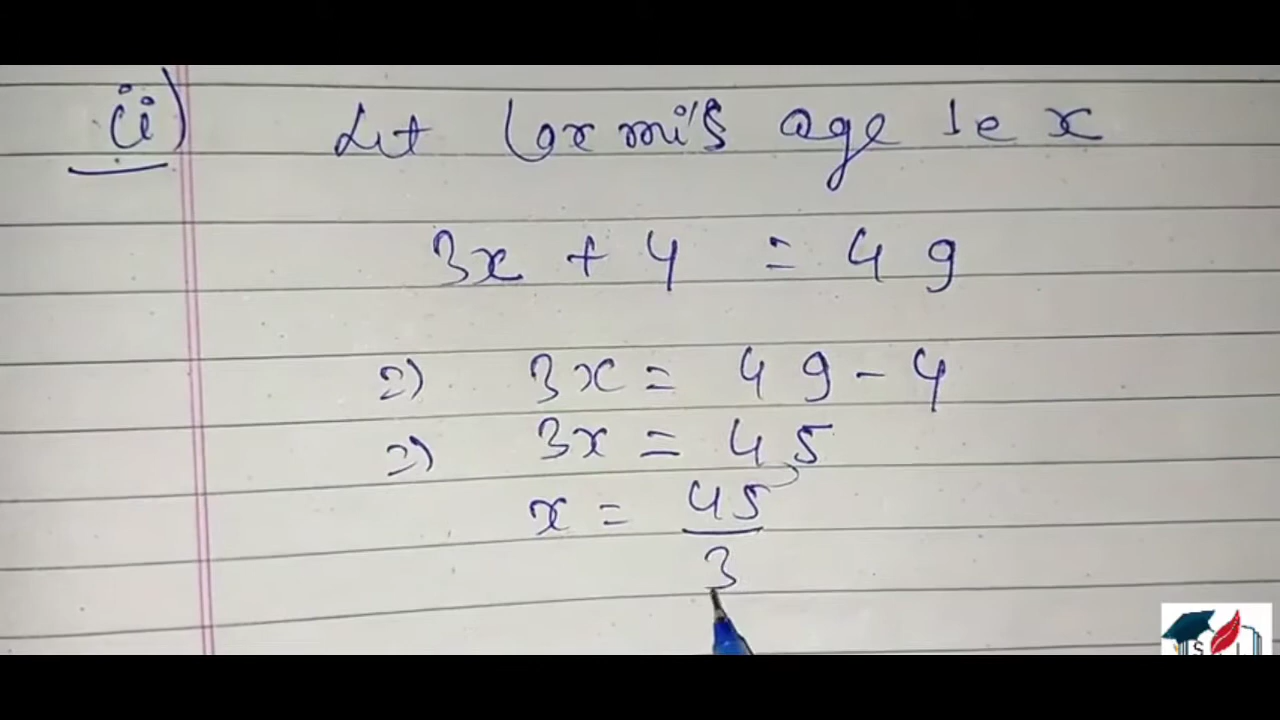 (ii)
Let Laxmi's age be x
3x + 4 = 49
=) 3x = 49 - 4
=) 3x = 45
x = 45
3
S L